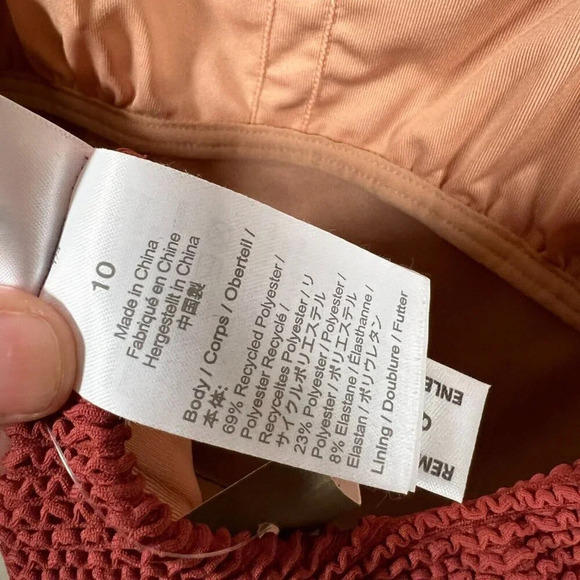 10
Made in China
Fabriqué en Chine
Hergestellt in China
中国製
Body / Corps / Oberteil /
本体:
69% Recycled Polyester /
Polyester Recyclé /
Recyceltes Polyester / リ
サイクルポリエステル
23% Polyester / Polyester /
Polyester / ポリエステル
8% Elastane / Élasthanne /
Elastan / ポリウレタン
Lining / Doublure / Futter
REM
ENLE